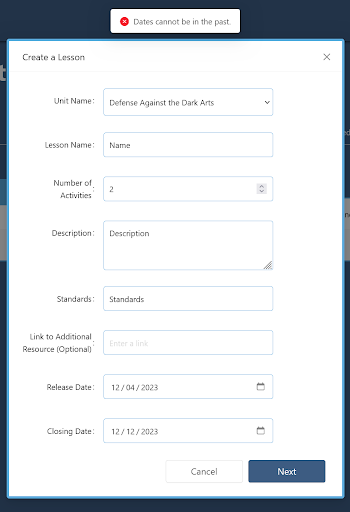 Dates cannot be in the past.
Create a Lesson
Unit Name:
Defense Against the Dark Arts
Lesson Name:
Name
Number of
Activities:
2
Description:
Description
Standards:
Standards
Link to Additional
Resource (Optional):
Enter a link
Release Date:
12/04/2023
Closing Date:
12/12/2023
Cancel
Next